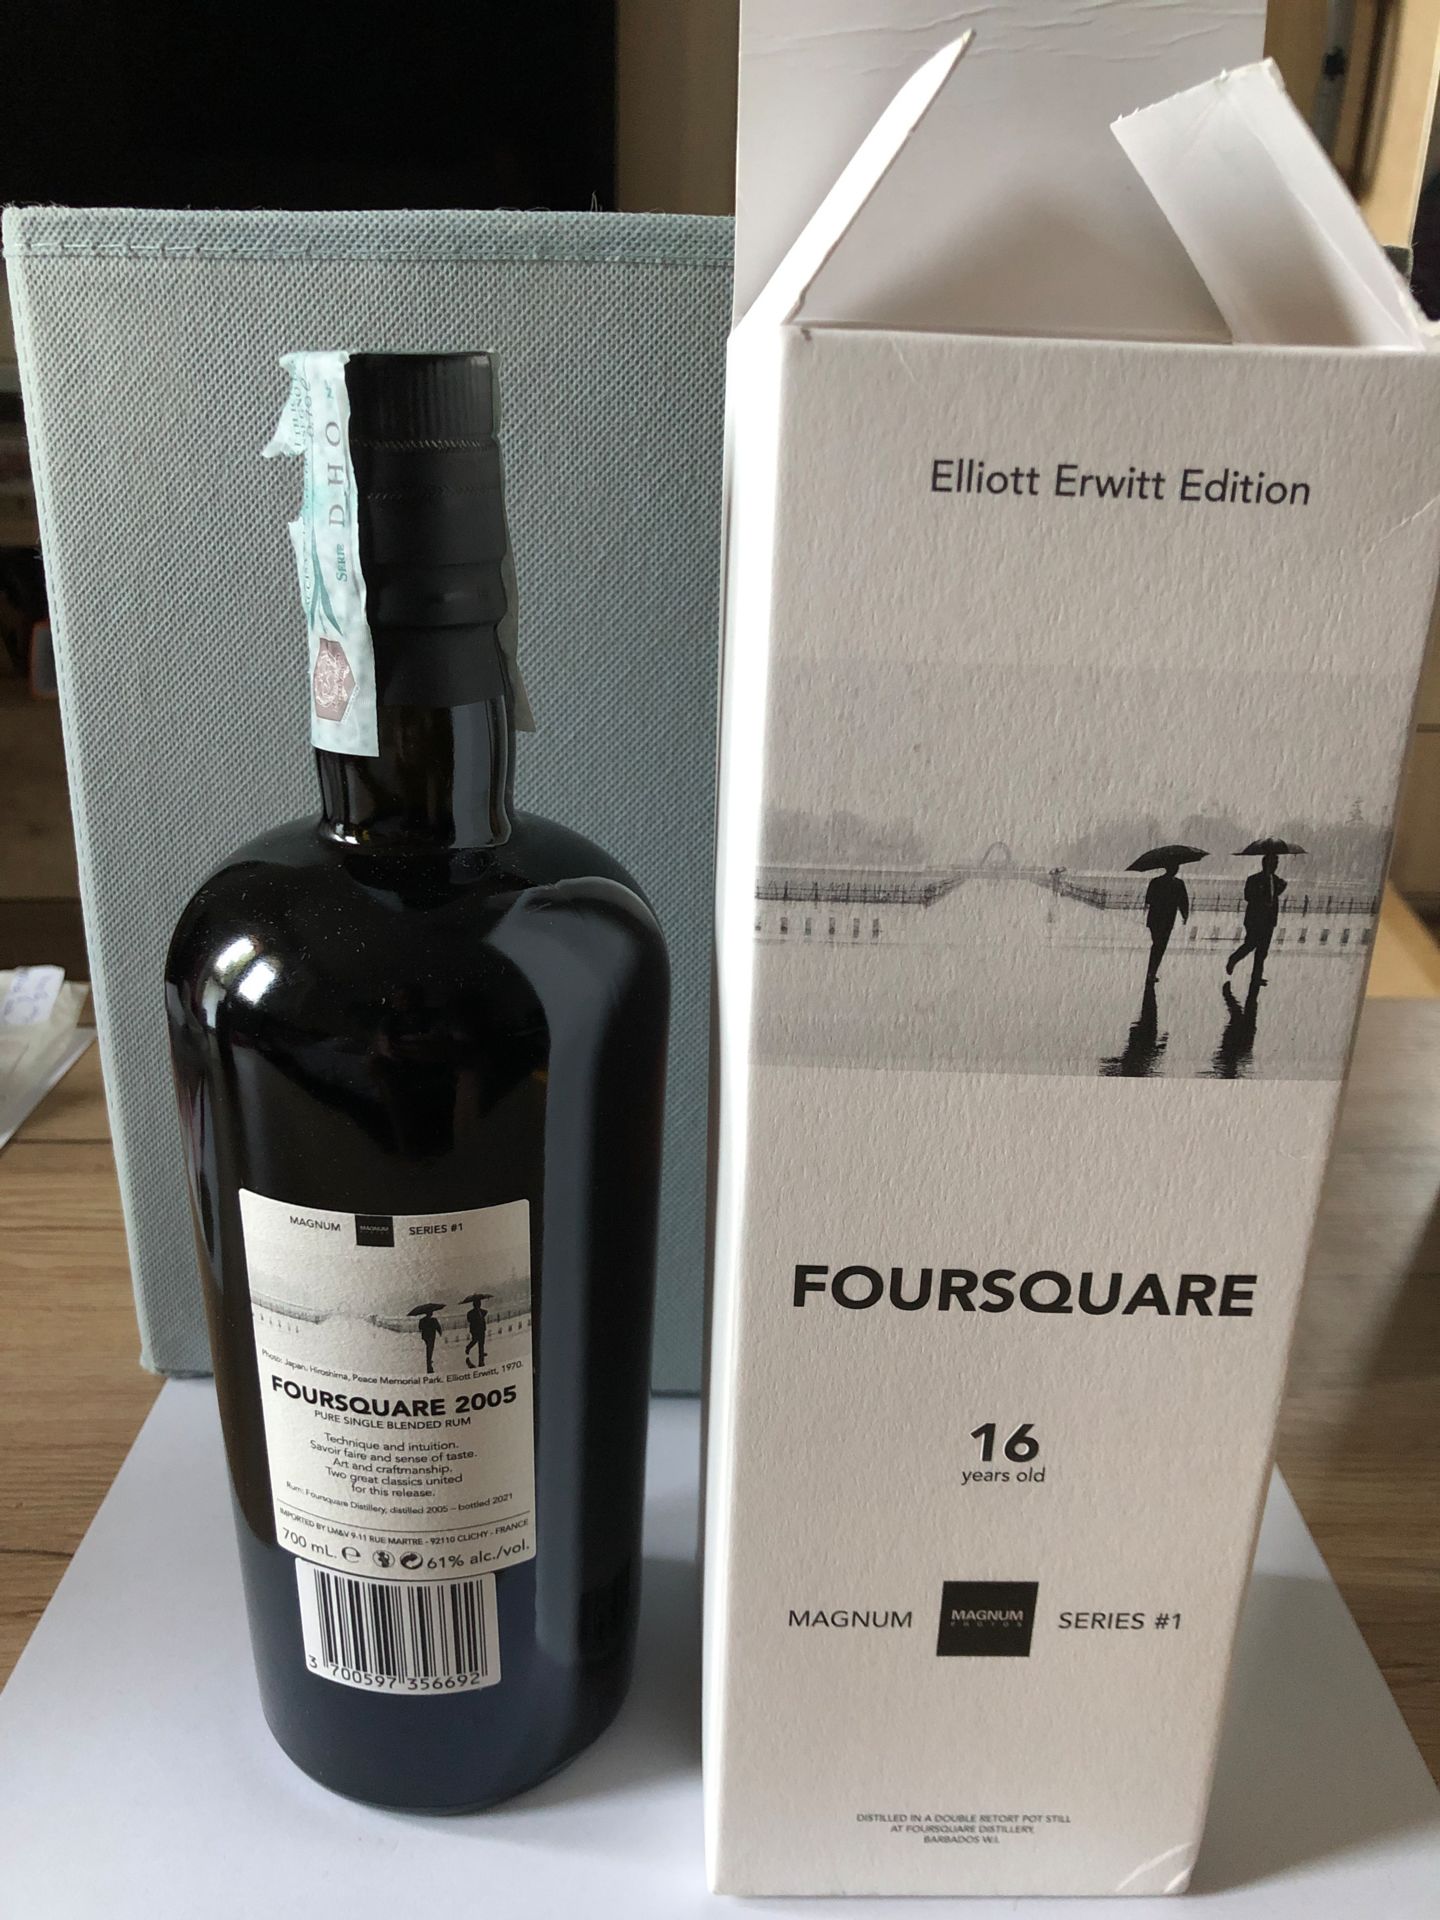 SERIE DHO N°
MAGNUM MAGNUM PHOTOS SERIES #1
Photo: Japan. Hiroshima, Peace Memorial Park. Elliott Erwitt, 1970.
FOURSQUARE 2005
PURE SINGLE BLENDED RUM
Technique and intuition.
Savoir faire and sense of taste.
Art and craftmanship.
Two great classics united
for this release.
Rum: Foursquare Distillery, distilled 2005 – bottled 2021
IMPORTED BY LM&V 9-11 RUE MARTRE - 92110 CLICHY - FRANCE
700 mL. ℮ 61% alc./vol.
3 700597 356692
Elliott Erwitt Edition
FOURSQUARE
16
years old
MAGNUM MAGNUM PHOTOS SERIES #1
DISTILLED IN A DOUBLE RETORT POT STILL
AT FOURSQUARE DISTILLERY,
BARBADOS W.I.